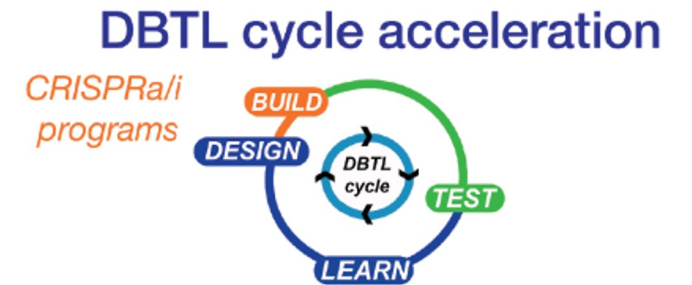 DBTL cycle acceleration
CRISPRa/i
programs
BUILD
DESIGN
DBTL
cycle
TEST
LEARN